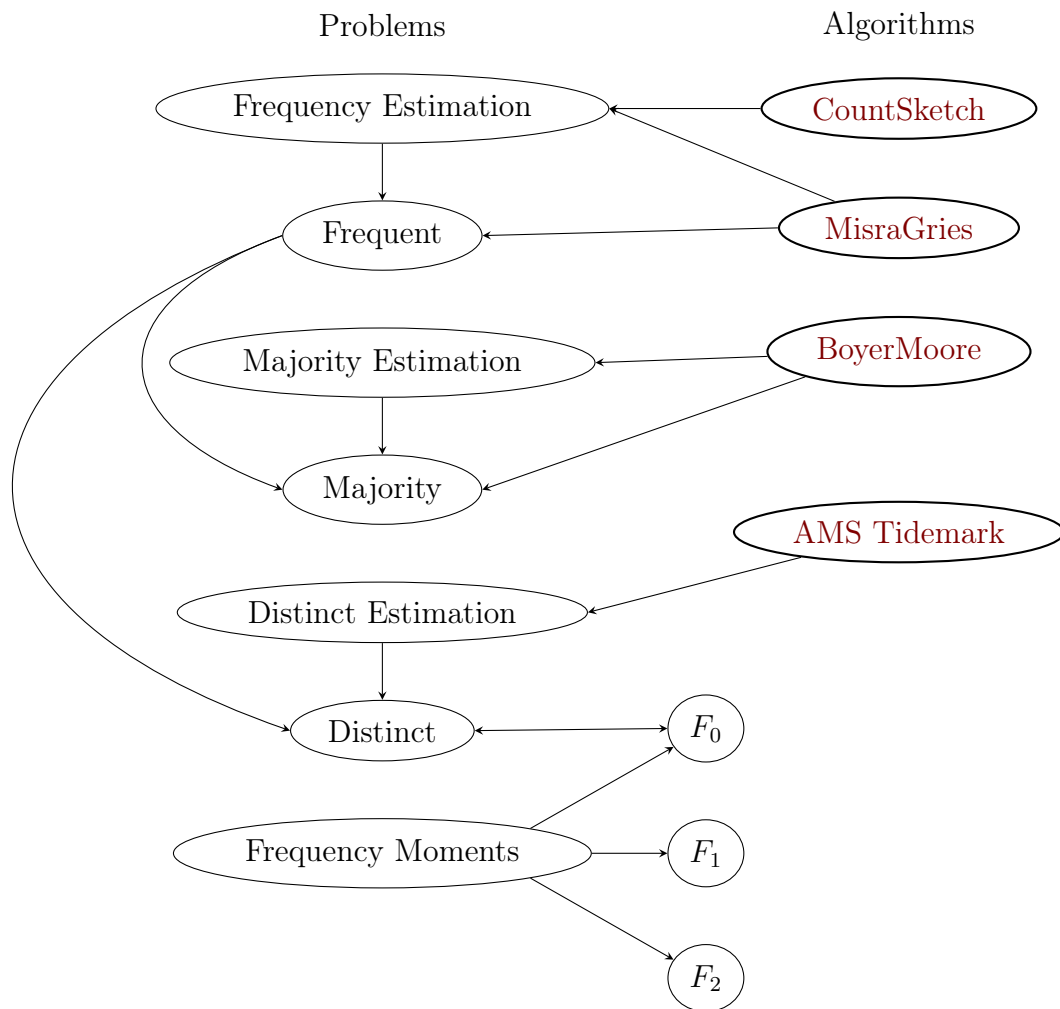 Problems
Algorithms
Frequency Estimation
CountSketch
Frequent
MisraGries
Majority Estimation
BoyerMoore
Majority
AMS Tidemark
Distinct Estimation
Distinct
F₀
Frequency Moments
F₁
F₂